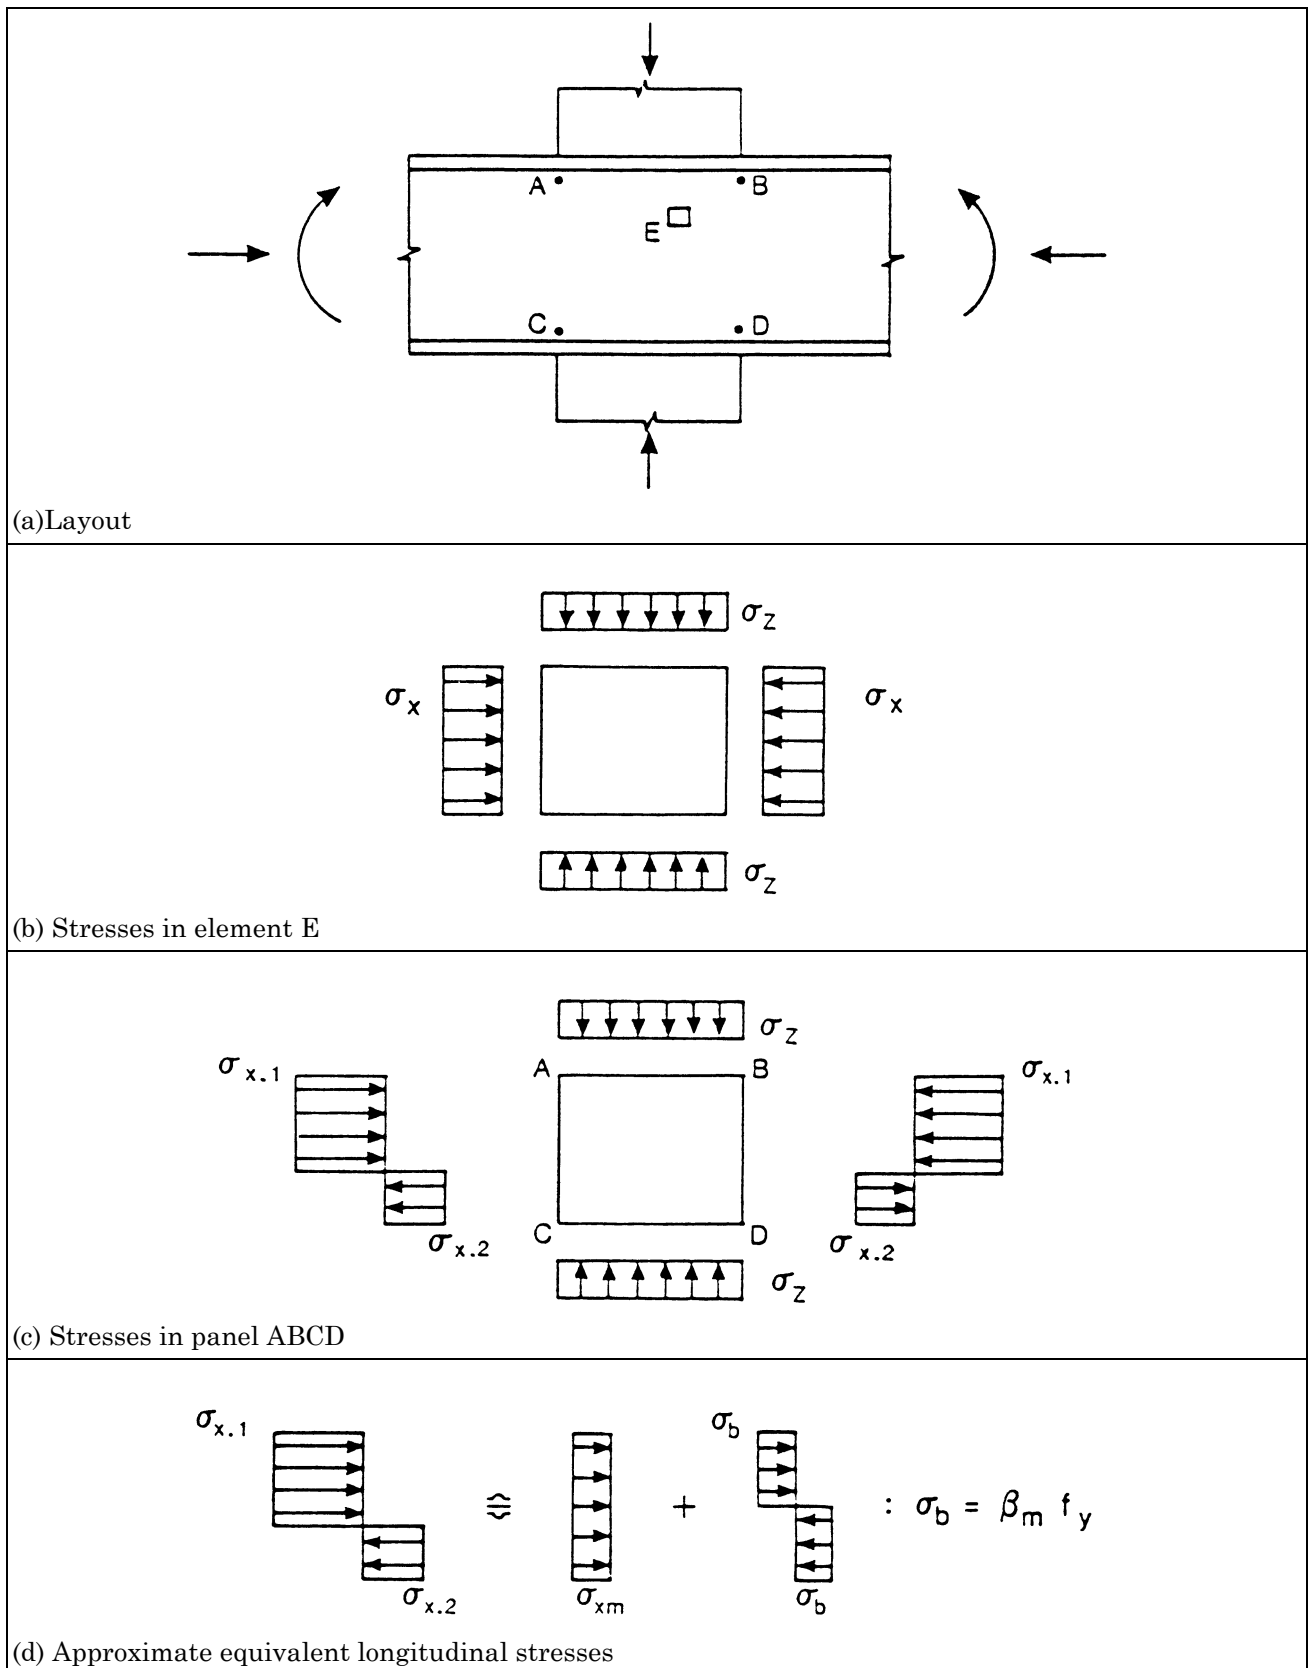 A B
E
C D
(a)Layout
σz
σx σx
σz
(b) Stresses in element E
σz
σx.1 A B σx.1
C D
σx.2 σx.2
σz
(c) Stresses in panel ABCD
σx.1 σb
≎ + : σb = βm fy
σx.2 σxm σb
(d) Approximate equivalent longitudinal stresses